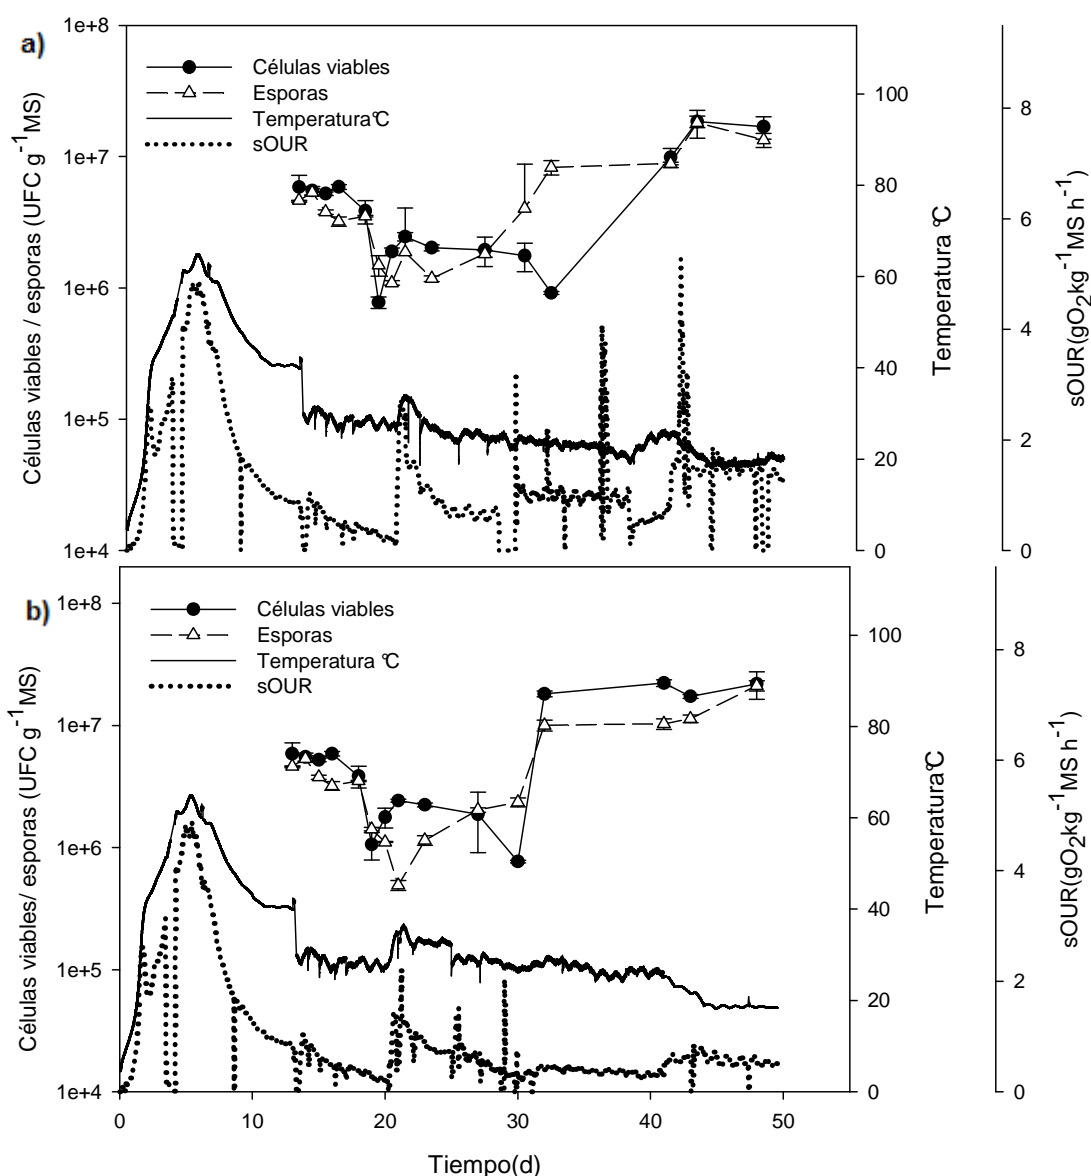 a)
Células viables / esporas (UFC g-1MS)
1e+8
1e+7
1e+6
1e+5
1e+4
Células viables
Esporas
Temperatura℃
sOUR
100
80
60
40
20
0
Temperatura ℃
8
6
4
2
0
sOUR(gO2kg-1MS h-1)
b)
Células viables/ esporas (UFC g-1MS)
1e+8
1e+7
1e+6
1e+5
1e+4
Células viables
Esporas
Temperatura ℃
sOUR
100
80
60
40
20
0
Temperatura℃
8
6
4
2
0
sOUR(gO2kg-1MS h-1)
0 10 20 30 40 50
Tiempo(d)